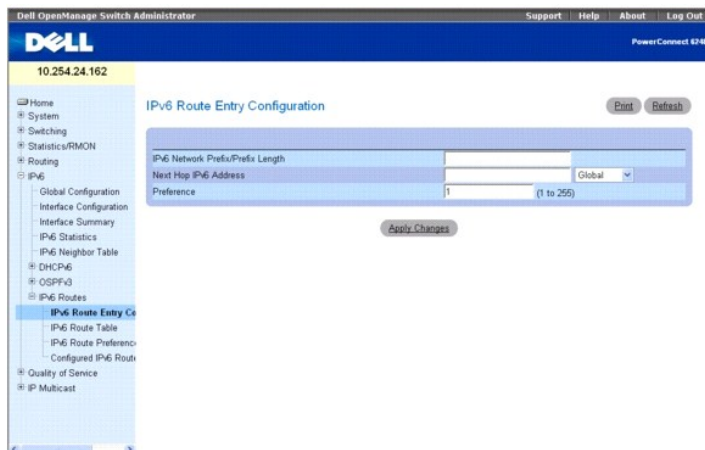 Dell OpenManage Switch Administrator
Support Help About Log Out
DELL
PowerConnect 624
10.254.24.162
Home
System
Switching
Statistics/RMON
Routing
IPv6
Global Configuration
Interface Configuration
Interface Summary
IPv6 Statistics
IPv6 Neighbor Table
DHCPv6
OSPFv3
IPv6 Routes
IPv6 Route Entry Co
IPv6 Route Table
IPv6 Route Preferenc
Configured IPv6 Route
Quality of Service
IP Multicast
IPv6 Route Entry Configuration
Print Refresh
IPv6 Network Prefix/Prefix Length
Next Hop IPv6 Address Global
Preference 1 (1 to 255)
Apply Changes